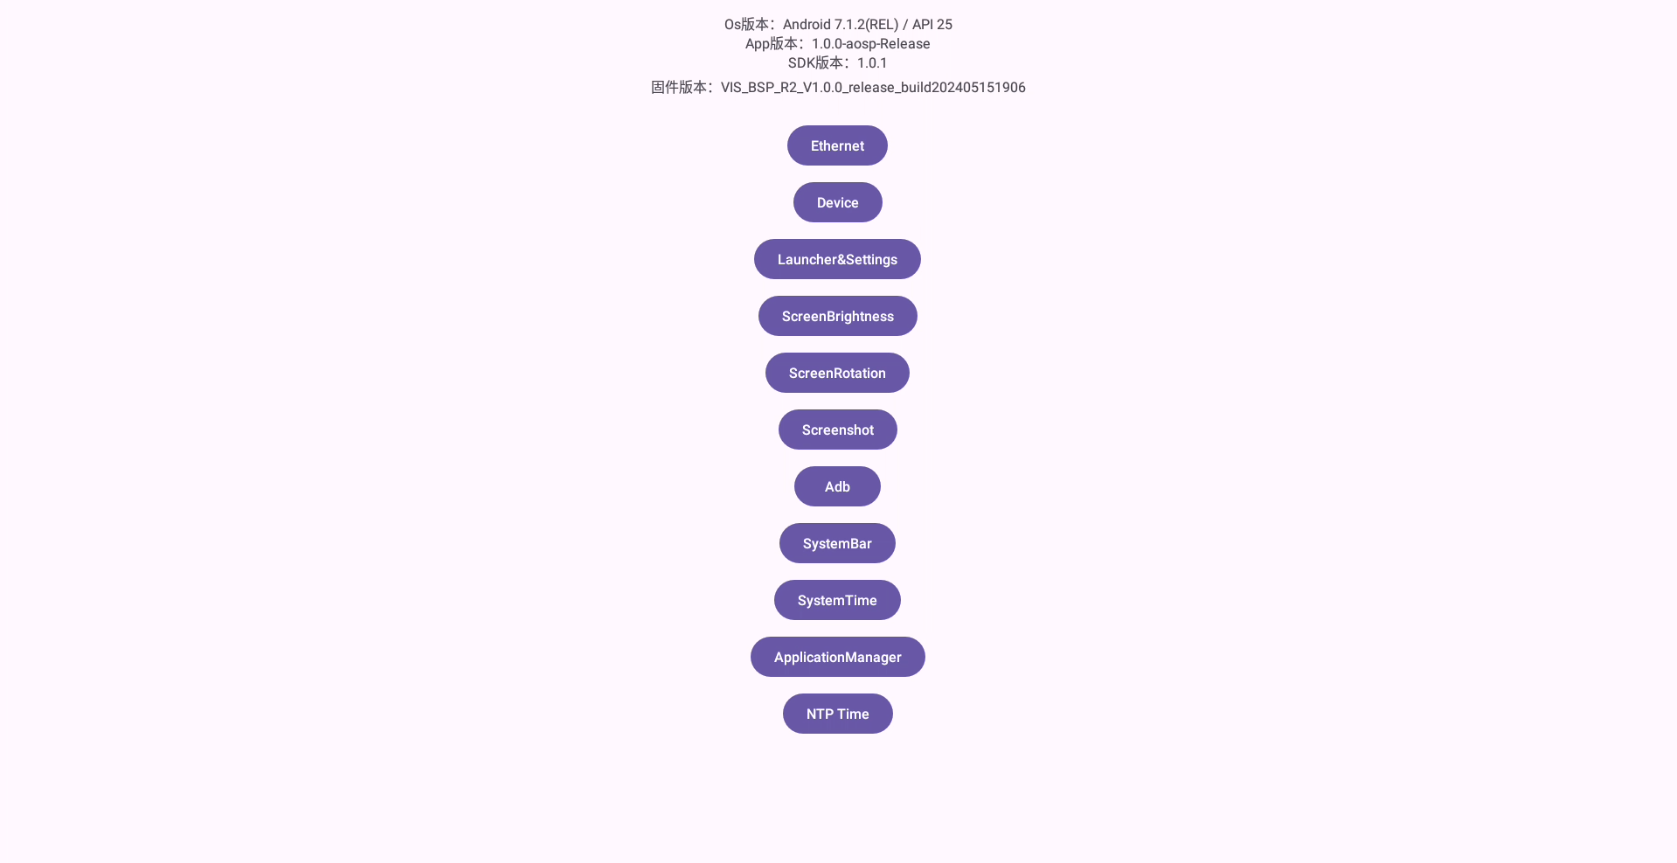 Os版本：Android 7.1.2(REL) / API 25
App版本：1.0.0-aosp-Release
SDK版本：1.0.1
固件版本：VIS_BSP_R2_V1.0.0_release_build202405151906
Ethernet
Device
Launcher&Settings
ScreenBrightness
ScreenRotation
Screenshot
Adb
SystemBar
SystemTime
ApplicationManager
NTP Time